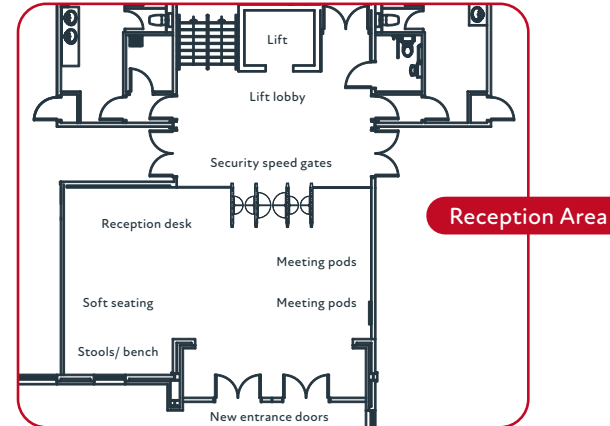 Lift
Lift lobby
Security speed gates
Reception desk
Reception Area
Meeting pods
Soft seating
Meeting pods
Stools/ bench
New entrance doors